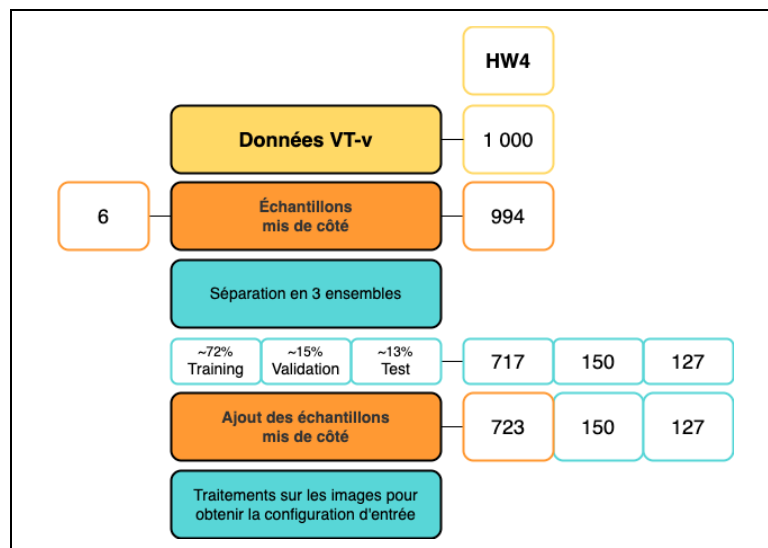 HW4
Données VT-v
1 000
6
Échantillons
mis de côté
994
Séparation en 3 ensembles
~72%
Training
~15%
Validation
~13%
Test
717
150
127
Ajout des échantillons
mis de côté
723
150
127
Traitements sur les images pour
obtenir la configuration d'entrée